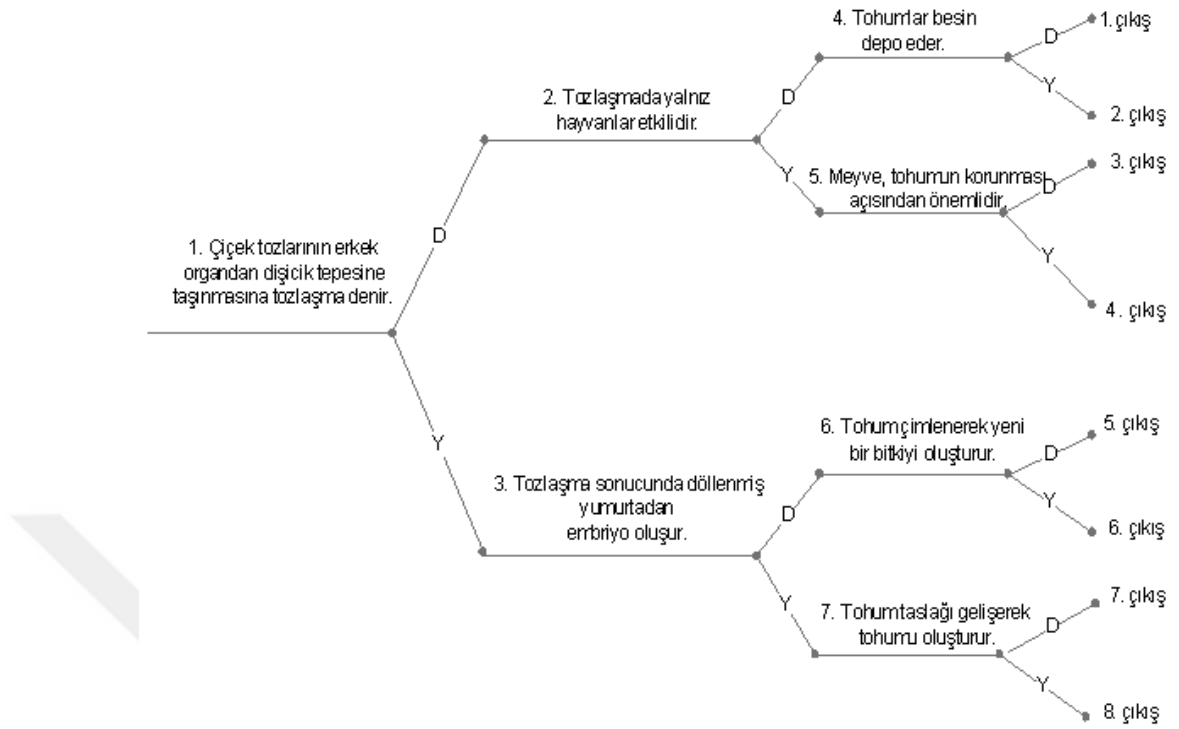 1. Çiçek tozlarının erkek
organdan dişicik tepesine
taşınmasına tozlaşma denir.
D
Y
2. Tozlaşmada yalnız
hayvanlar etkilidir.
D
Y
3. Tozlaşma sonucunda döllenmiş
yumurtadan
embriyo oluşur.
D
Y
4. Tohumlar besin
depo eder.
D
Y
1. çıkış
2. çıkış
5. Meyve, tohumun korunması
açısından önemlidir.
D
Y
3. çıkış
4. çıkış
6. Tohum çimlenerek yeni
bir bitkiyi oluşturur.
D
Y
5. çıkış
6. çıkış
7. Tohum taslağı gelişerek
tohumu oluşturur.
D
Y
7. çıkış
8. çıkış